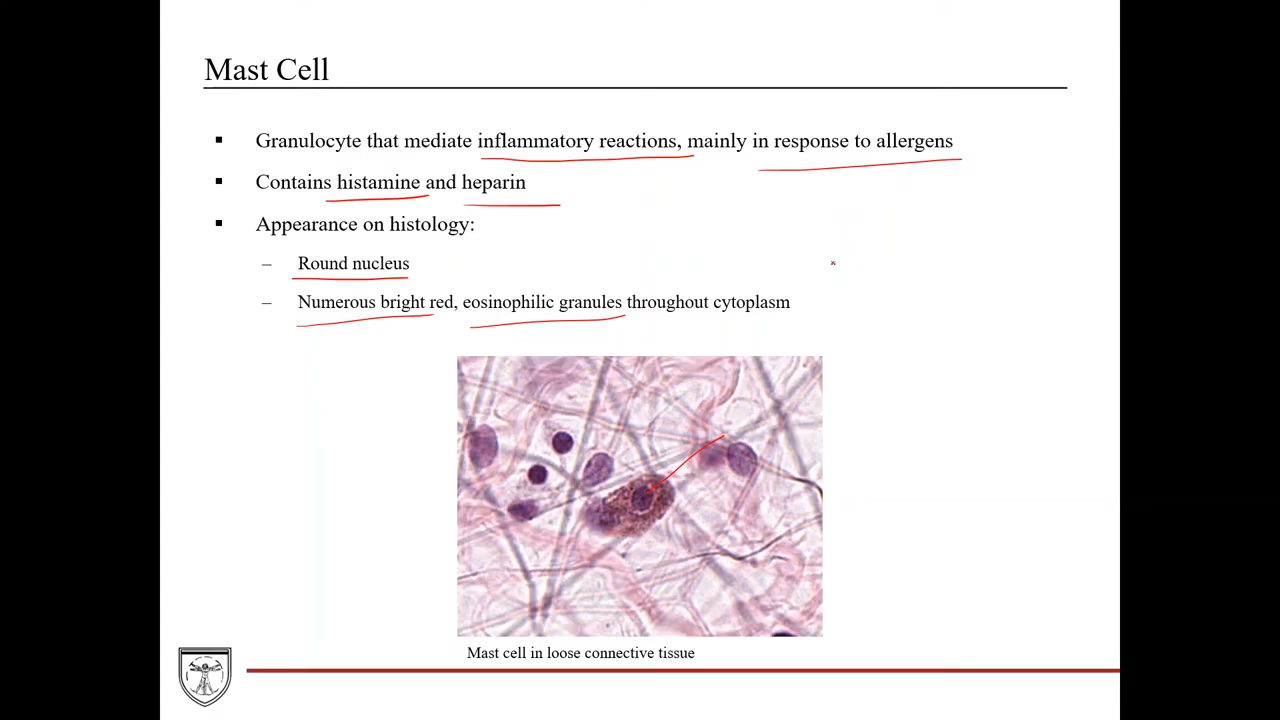 Mast Cell
▪ Granulocyte that mediate inflammatory reactions, mainly in response to allergens
▪ Contains histamine and heparin
▪ Appearance on histology:
– Round nucleus
– Numerous bright red, eosinophilic granules throughout cytoplasm
Mast cell in loose connective tissue